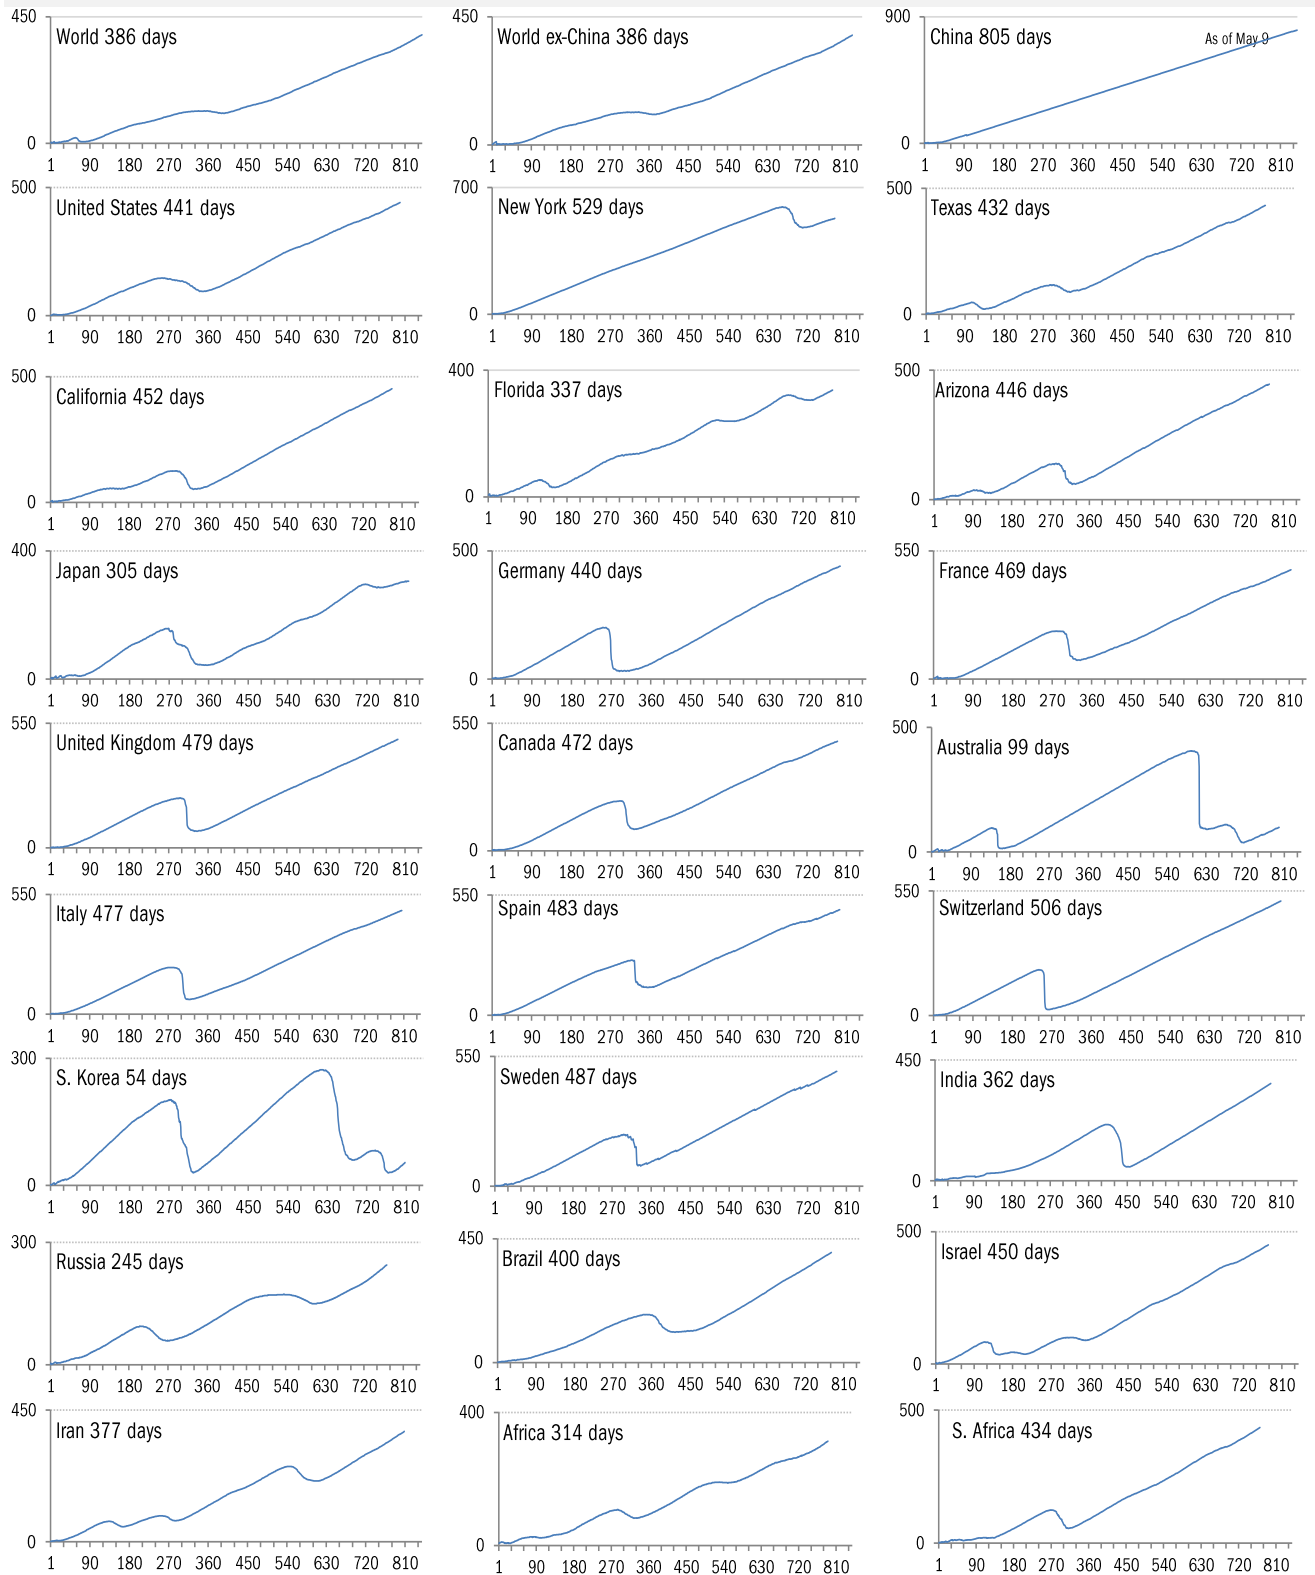 450 World 386 days
0
1 90 180 270 360 450 540 630 720 810
450 World ex-China 386 days
0
1 90 180 270 360 450 540 630 720 810
900 China 805 days As of May 9
0
1 90 180 270 360 450 540 630 720 810
500 United States 441 days
0
1 90 180 270 360 450 540 630 720 810
700 New York 529 days
0
1 90 180 270 360 450 540 630 720 810
500 Texas 432 days
0
1 90 180 270 360 450 540 630 720 810
500 California 452 days
0
1 90 180 270 360 450 540 630 720 810
400 Florida 337 days
0
1 90 180 270 360 450 540 630 720 810
500 Arizona 446 days
0
1 90 180 270 360 450 540 630 720 810
400 Japan 305 days
0
1 90 180 270 360 450 540 630 720 810
500 Germany 440 days
0
1 90 180 270 360 450 540 630 720 810
550 France 469 days
0
1 90 180 270 360 450 540 630 720 810
550 United Kingdom 479 days
0
1 90 180 270 360 450 540 630 720 810
550 Canada 472 days
0
1 90 180 270 360 450 540 630 720 810
500 Australia 99 days
0
1 90 180 270 360 450 540 630 720 810
550 Italy 477 days
0
1 90 180 270 360 450 540 630 720 810
550 Spain 483 days
0
1 90 180 270 360 450 540 630 720 810
550 Switzerland 506 days
0
1 90 180 270 360 450 540 630 720 810
300 S. Korea 54 days
0
1 90 180 270 360 450 540 630 720 810
550 Sweden 487 days
0
1 90 180 270 360 450 540 630 720 810
450 India 362 days
0
1 90 180 270 360 450 540 630 720 810
300 Russia 245 days
0
1 90 180 270 360 450 540 630 720 810
450 Brazil 400 days
0
1 90 180 270 360 450 540 630 720 810
500 Israel 450 days
0
1 90 180 270 360 450 540 630 720 810
450 Iran 377 days
0
1 90 180 270 360 450 540 630 720 810
400 Africa 314 days
0
1 90 180 270 360 450 540 630 720 810
500 S. Africa 434 days
0
1 90 180 270 360 450 540 630 720 810